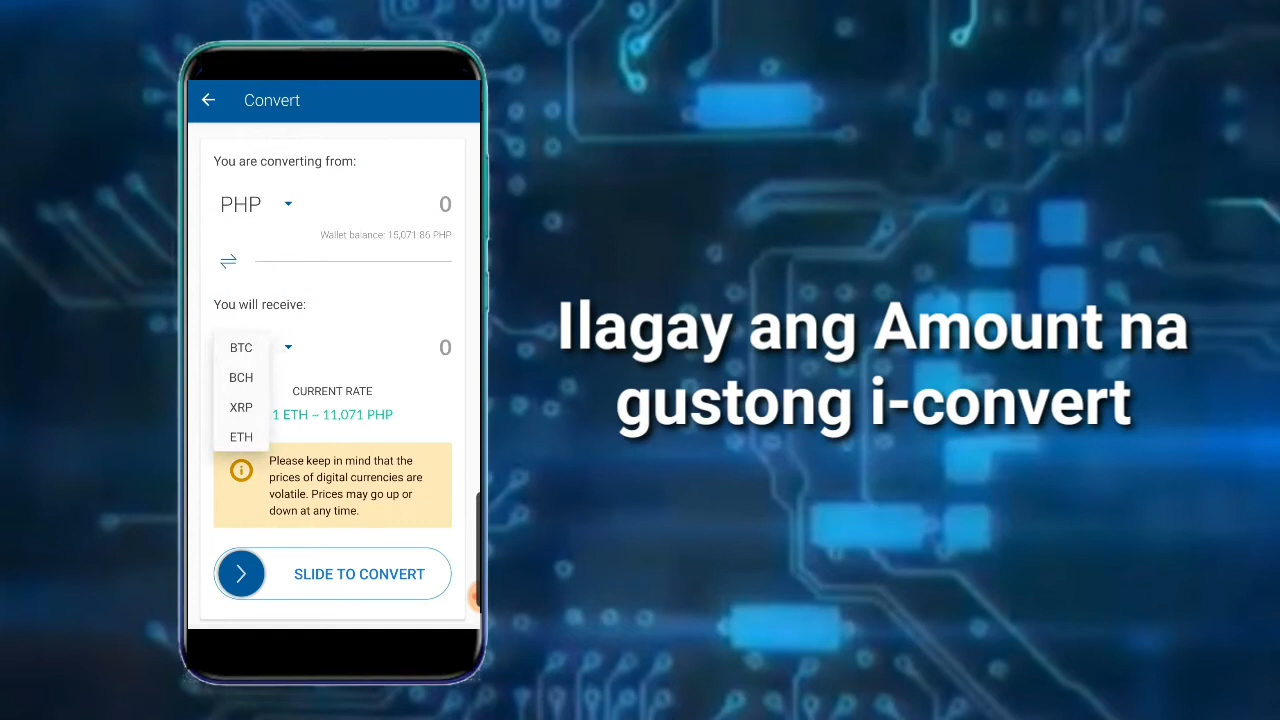 Convert
You are converting from:
PHP 0
Wallet balance: 15,071.86 PHP
You will receive:
BTC 0
BCH
CURRENT RATE
XRP
1 ETH ~ 11,071 PHP
ETH
Please keep in mind that the
prices of digital currencies are
volatile. Prices may go up or
down at any time.
SLIDE TO CONVERT
Ilagay ang Amount na
gustong i-convert